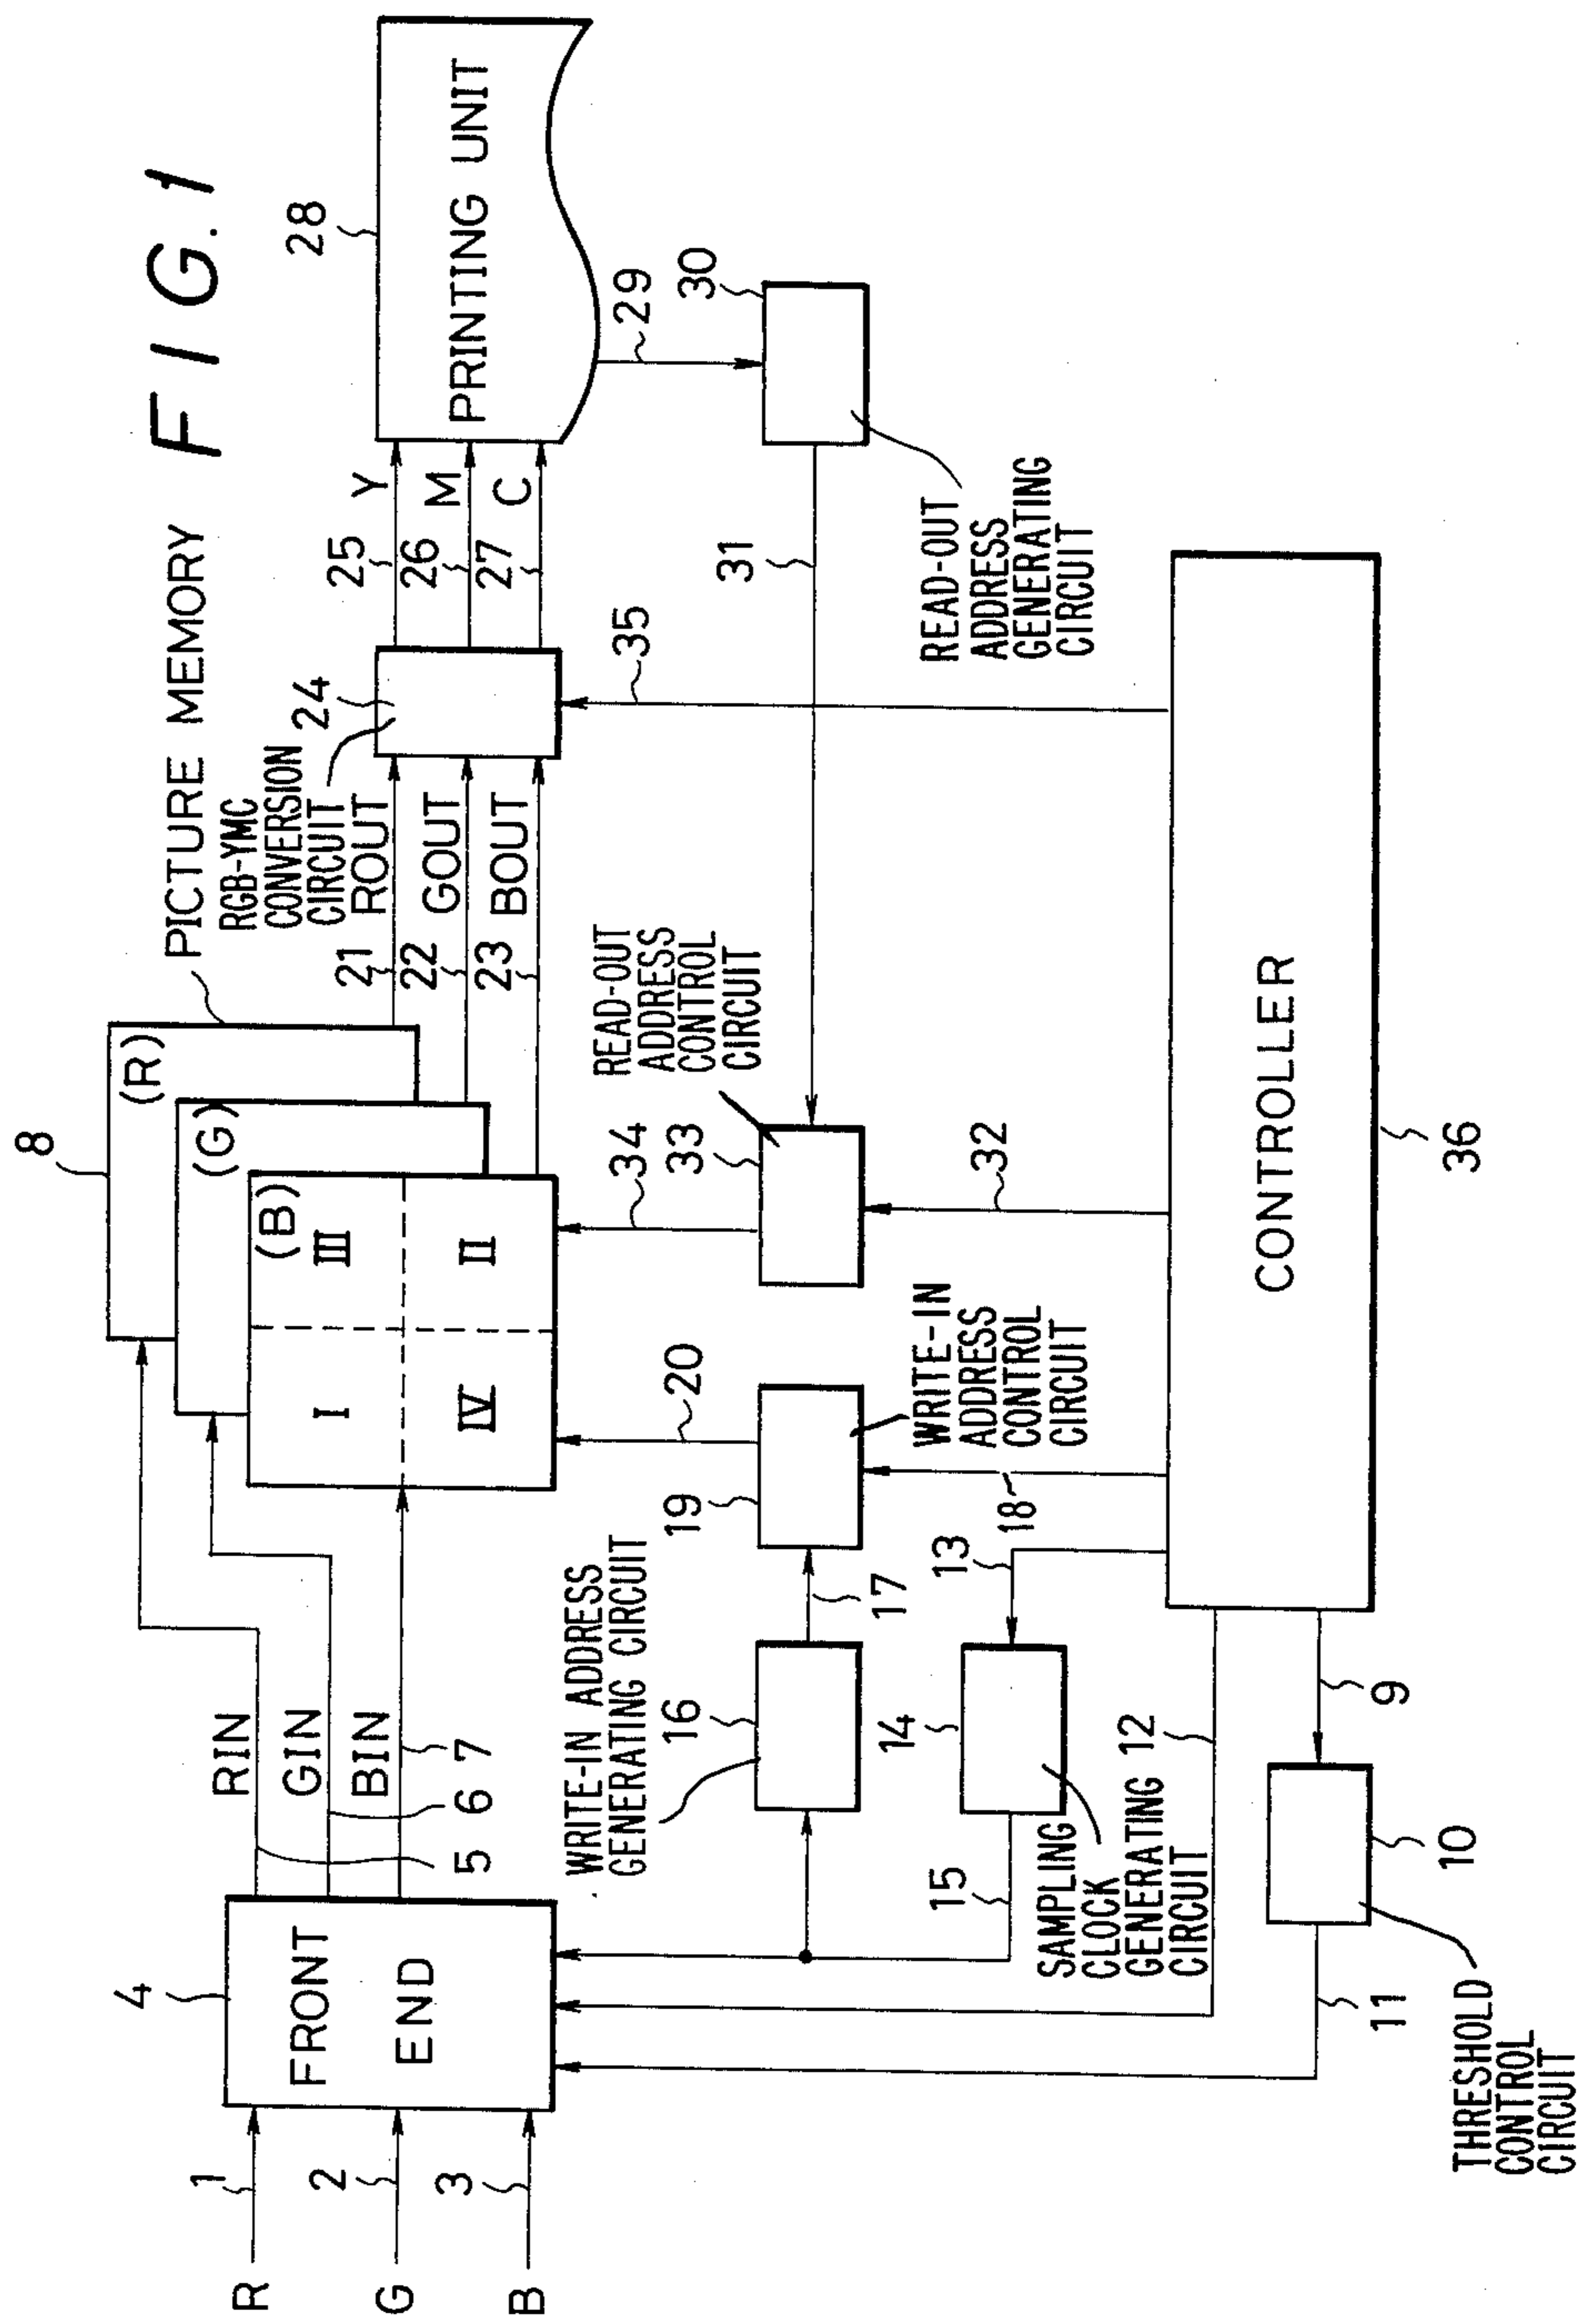 FIG. 1
8
PICTURE MEMORY
(R)
(G)
(B)
I
III
IV
II
R
1
G
2
B
3
4
FRONT
END
RIN
GIN
BIN
5
6
7
RGB-YMC
CONVERSION
CIRCUIT
24
ROUT
GOUT
BOUT
21
22
23
25
26
27
Y
M
C
28
PRINTING UNIT
29
30
READ-OUT
ADDRESS
GENERATING
CIRCUIT
31
35
READ-OUT
ADDRESS
CONTROL
CIRCUIT
34
33
32
20
19
WRITE-IN
ADDRESS
CONTROL
CIRCUIT
18
WRITE-IN ADDRESS
GENERATING CIRCUIT
16
17
13
14
15
SAMPLING
CLOCK
GENERATING
CIRCUIT
12
9
10
11
THRESHOLD
CONTROL
CIRCUIT
CONTROLLER
36